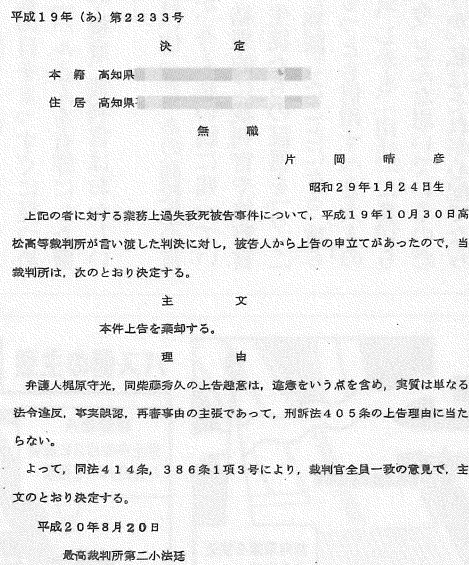 平成19年（あ）第2233号
決定
本籍 高知県
住居 高知県
無職
片岡晴彦
昭和29年1月24日生
上記の者に対する業務上過失致死被告事件について，平成19年10月30日高
松高等裁判所が言い渡した判決に対し，被告人から上告の申立てがあったので，当
裁判所は，次のとおり決定する。
主文
本件上告を棄却する。
理由
弁護人梶原守光，同柴藤秀久の上告趣意は，違憲をいう点を含め，実質は単なる
法令違反，事実誤認，再審事由の主張であって，刑訴法405条の上告理由に当た
らない。
よって，同法414条，386条1項3号により，裁判官全員一致の意見で，主
文のとおり決定する。
平成20年8月20日
最高裁判所第二小法廷